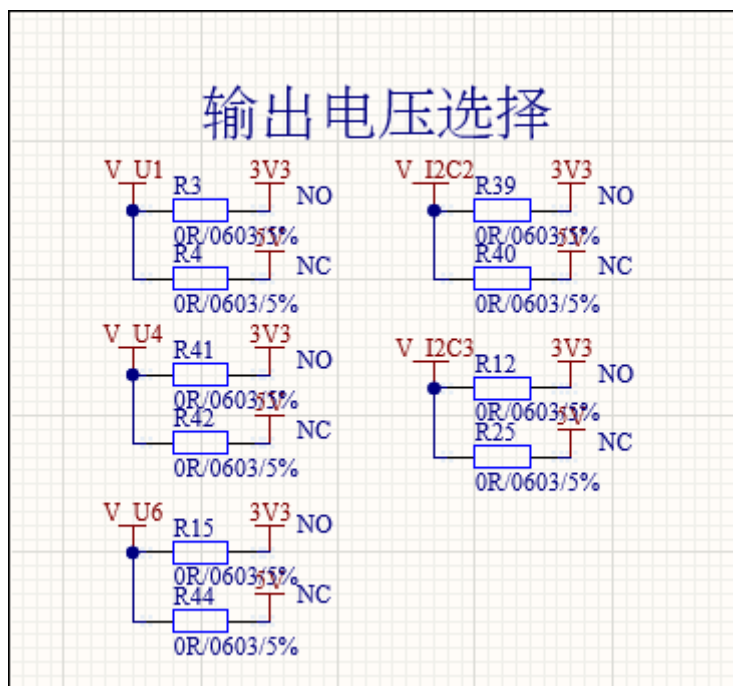 输出电压选择
V_U1
R3
3V3
NO
0R/0603/5%
R4
5V
NC
0R/0603/5%
V_I2C2
R39
3V3
NO
0R/0603/5%
R40
5V
NC
0R/0603/5%
V_U4
R41
3V3
NO
0R/0603/5%
R42
5V
NC
0R/0603/5%
V_I2C3
R12
3V3
NO
0R/0603/5%
R25
5V
NC
0R/0603/5%
V_U6
R15
3V3
NO
0R/0603/5%
R44
5V
NC
0R/0603/5%